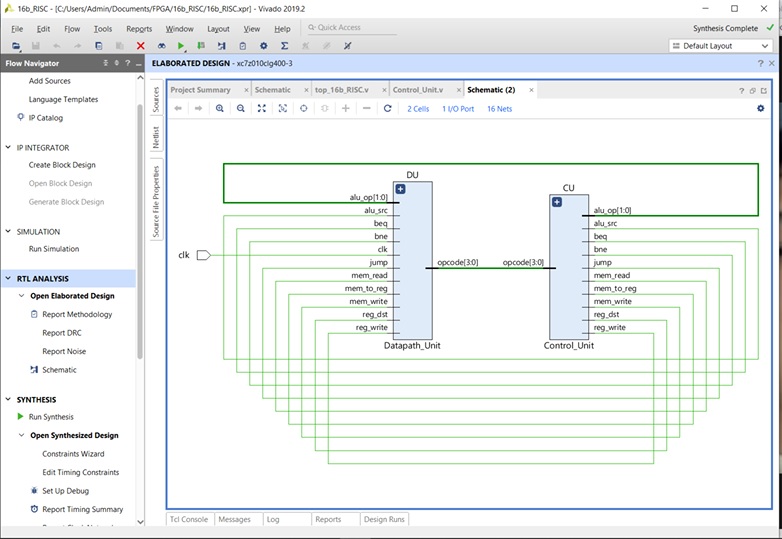 16b_RISC - [C:/Users/Admin/Documents/FPGA/16b_RISC/16b_RISC.xpr] - Vivado 2019.2
File Edit Flow Tools Reports Window Layout View Help Quick Access Synthesis Complete
Default Layout
Flow Navigator
Add Sources
Language Templates
IP Catalog
IP INTEGRATOR
Create Block Design
Open Block Design
Generate Block Design
SIMULATION
Run Simulation
RTL ANALYSIS
Open Elaborated Design
Report Methodology
Report DRC
Report Noise
Schematic
SYNTHESIS
Run Synthesis
Open Synthesized Design
Constraints Wizard
Edit Timing Constraints
Set Up Debug
Report Timing Summary
ELABORATED DESIGN - xc7z010clg400-3
Sources
Netlist
Source File Properties
Project Summary Schematic top_16b_RISC.v Control_Unit.v Schematic (2)
2 Cells 1 I/O Port 16 Nets
DU
alu_op[1:0]
alu_src
beq
bne
clk
jump
mem_read
mem_to_reg
mem_write
reg_dst
reg_write
opcode[3:0]
Datapath_Unit
clk
CU
opcode[3:0]
alu_op[1:0]
alu_src
beq
bne
jump
mem_read
mem_to_reg
mem_write
reg_dst
reg_write
Control_Unit
Tcl Console Messages Log Reports Design Runs